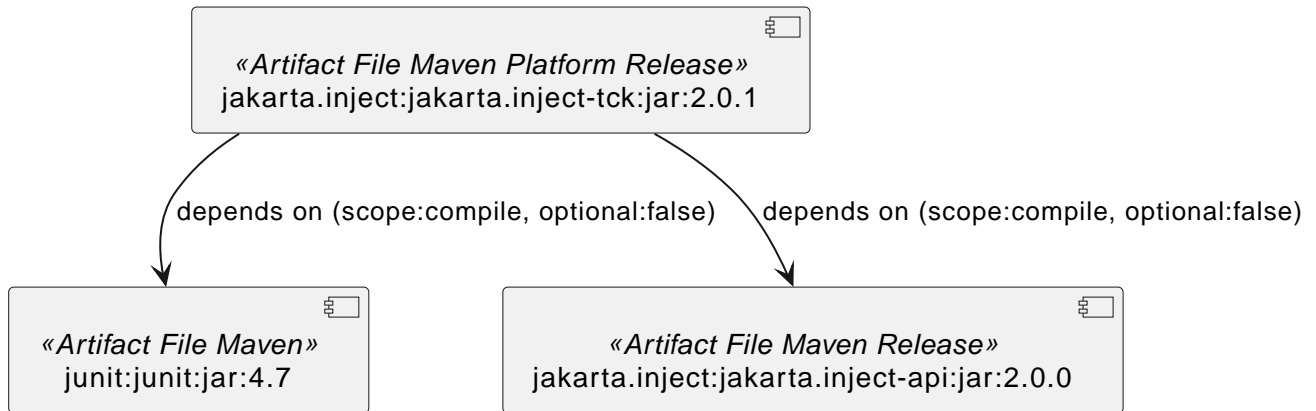 «Artifact File Maven Platform Release»
jakarta.inject:jakarta.inject-tck:jar:2.0.1
depends on (scope:compile, optional:false)
depends on (scope:compile, optional:false)
«Artifact File Maven»
junit:junit:jar:4.7
«Artifact File Maven Release»
jakarta.inject:jakarta.inject-api:jar:2.0.0